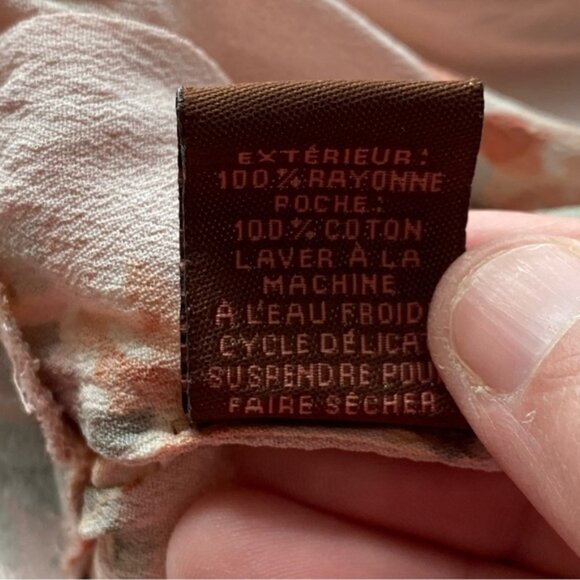 EXTÉRIEUR:
100% RAYONNE
POCHE:
100% COTON
LAVER À LA
MACHINE
À L'EAU FROID
CYCLE DÉLICA
SUSPENDRE POU
FAIRE SÉCHER